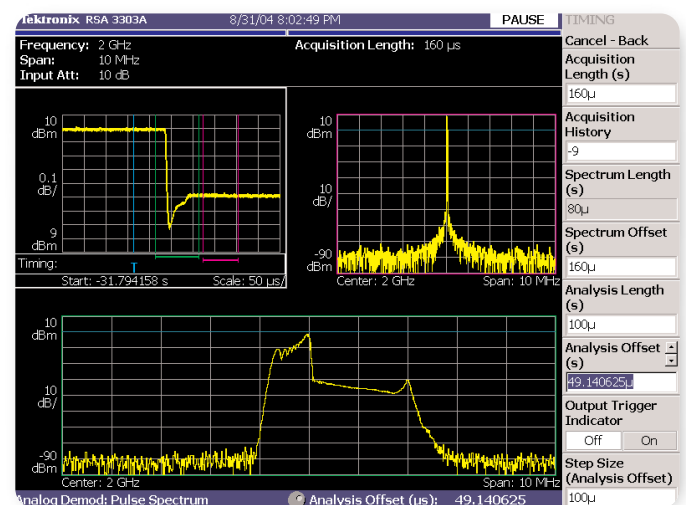 Tektronix RSA 3303A 8/31/04 8:02:49 PM PAUSE TIMING
Frequency: 2 GHz Acquisition Length: 160 µs
Span: 10 MHz
Input Att: 10 dB
Cancel - Back
Acquisition
Length (s)
160µ
Acquisition
History
-9
Spectrum Length
(s)
80µ
Spectrum Offset
(s)
160µ
Analysis Length
(s)
100µ
Analysis Offset
(s)
49.140625µ
Output Trigger
Indicator
Off On
Step Size
(Analysis Offset)
100µ
10
dBm
0.1
dB/
9
dBm
Timing:
T
Start: -31.794158 s Scale: 50 µs/
10
dBm
10
dB/
-90
dBm
Center: 2 GHz Span: 10 MHz
10
dBm
10
dB/
-90
dBm
Center: 2 GHz Span: 10 MHz
Analog Demod: Pulse Spectrum Analysis Offset (µs): 49.140625